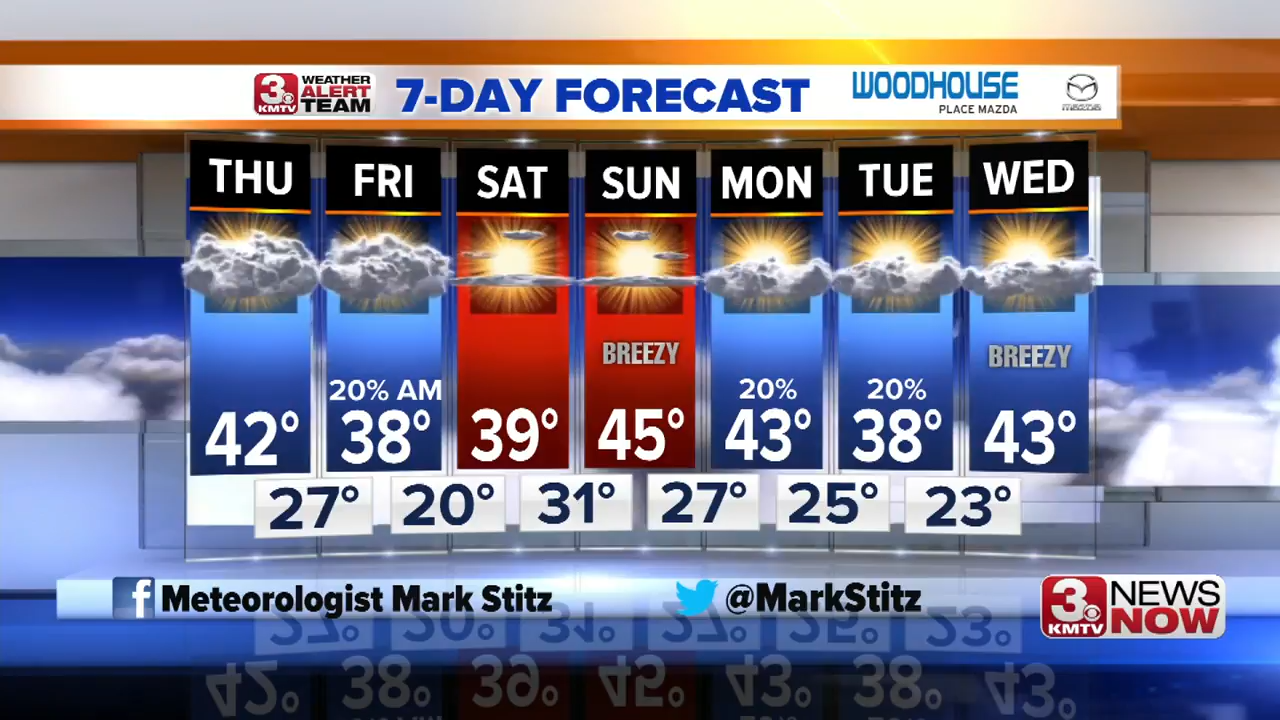 3 KMTV WEATHER ALERT TEAM 7-DAY FORECAST WOODHOUSE PLACE MAZDA
THU FRI SAT SUN MON TUE WED
BREEZY BREEZY
20% AM 20% 20%
42° 38° 39° 45° 43° 38° 43°
27° 20° 31° 27° 25° 23°
f Meteorologist Mark Stitz @MarkStitz 3 KMTV NEWS NOW